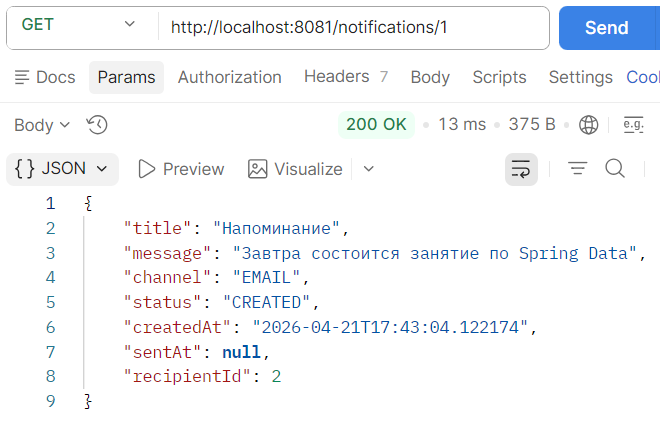 GET http://localhost:8081/notifications/1 Send
Docs Params Authorization Headers 7 Body Scripts Settings Coo
Body 200 OK 13 ms 375 B e.g.
{} JSON Preview Visualize
1 {
2 "title": "Напоминание",
3 "message": "Завтра состоится занятие по Spring Data",
4 "channel": "EMAIL",
5 "status": "CREATED",
6 "createdAt": "2026-04-21T17:43:04.122174",
7 "sentAt": null,
8 "recipientId": 2
9 }